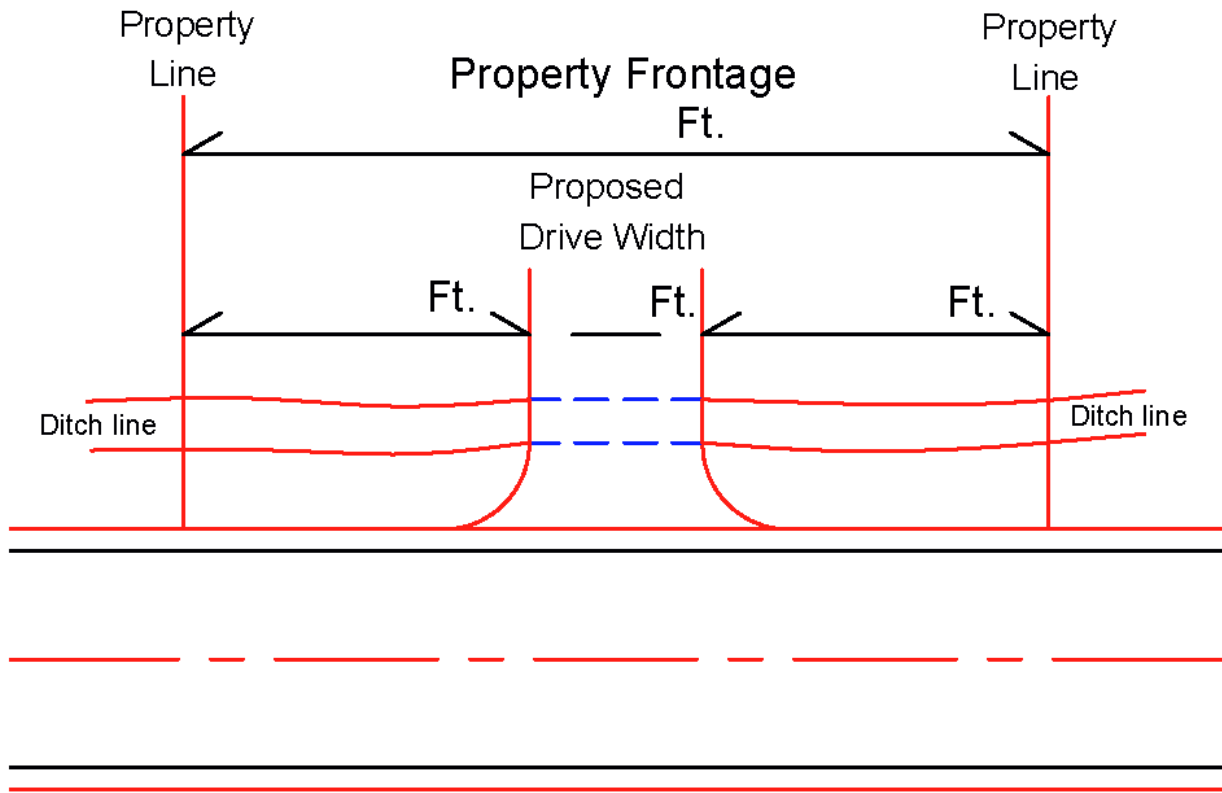 Property
Line
Property Frontage
Property
Line
Ft.
Proposed
Drive Width
Ft.
Ft.
Ft.
Ditch line
Ditch line